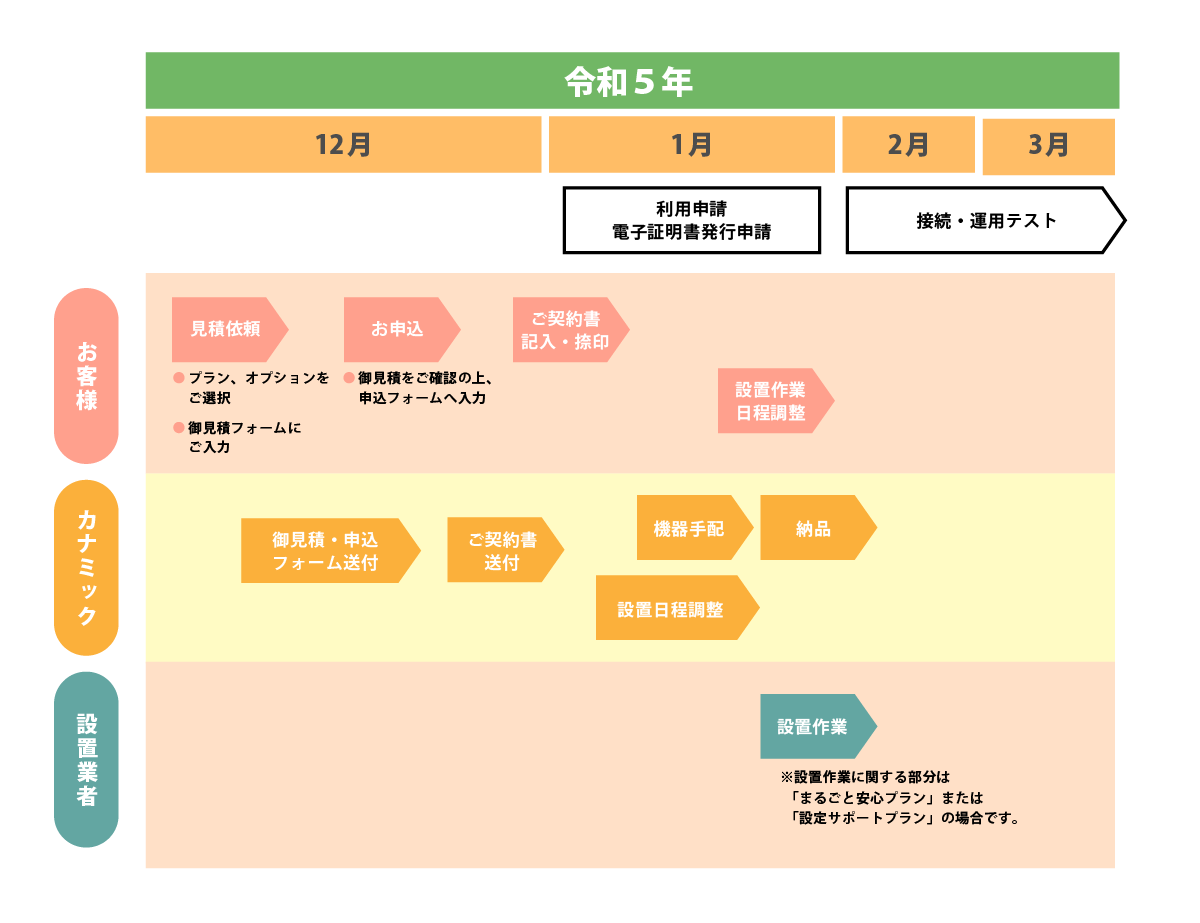 令和５年
12月
1月
2月
3月
利用申請
電子証明書発行申請
接続・運用テスト
お客様
見積依頼
● プラン、オプションを
ご選択
● 御見積フォームに
ご入力
お申込
● 御見積をご確認の上、
申込フォームへ入力
ご契約書
記入・捺印
設置作業
日程調整
カナミック
御見積・申込
フォーム送付
ご契約書
送付
機器手配
納品
設置日程調整
設置業者
設置作業
※設置作業に関する部分は
「まるごと安心プラン」または
「設定サポートプラン」の場合です。